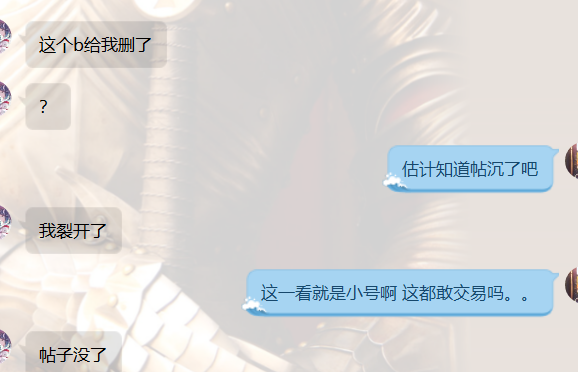 这个b给我删了
?
估计知道帖沉了吧
我裂开了
这一看就是小号啊 这都敢交易吗。。
帖子没了